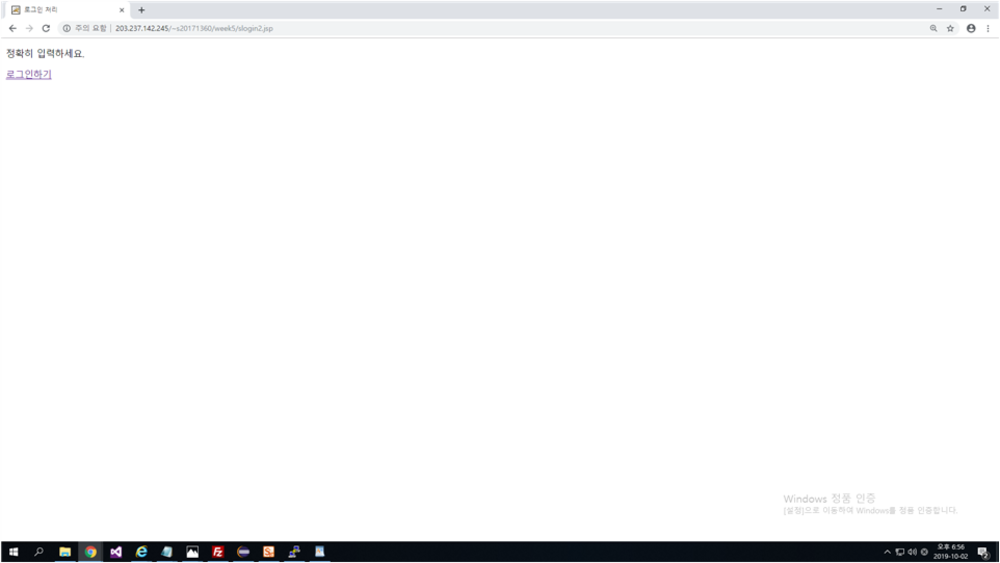 로그인 처리
주의 요함 | 203.237.142.245/~s20171360/week5/slogin2.jsp
정확히 입력하세요.
로그인하기
Windows 정품 인증
[설정]으로 이동하여 Windows를 정품 인증합니다.
오후 6:56
2019-10-02
2